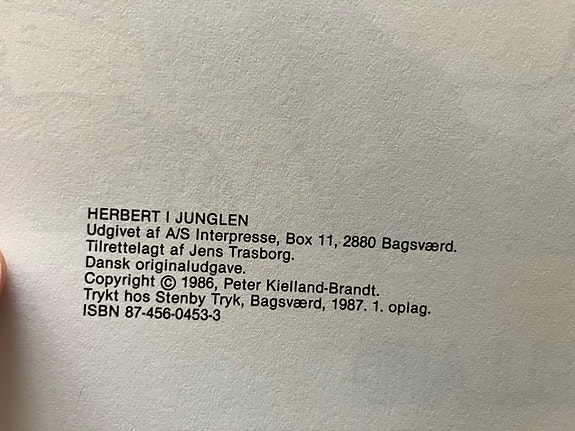 HERBERT I JUNGLEN
Udgivet af A/S Interpresse, Box 11, 2880 Bagsværd.
Tilrettelagt af Jens Trasborg.
Dansk originaludgave.
Copyright © 1986, Peter Kielland-Brandt.
Trykt hos Stenby Tryk, Bagsværd, 1987. 1. oplag.
ISBN 87-456-0453-3